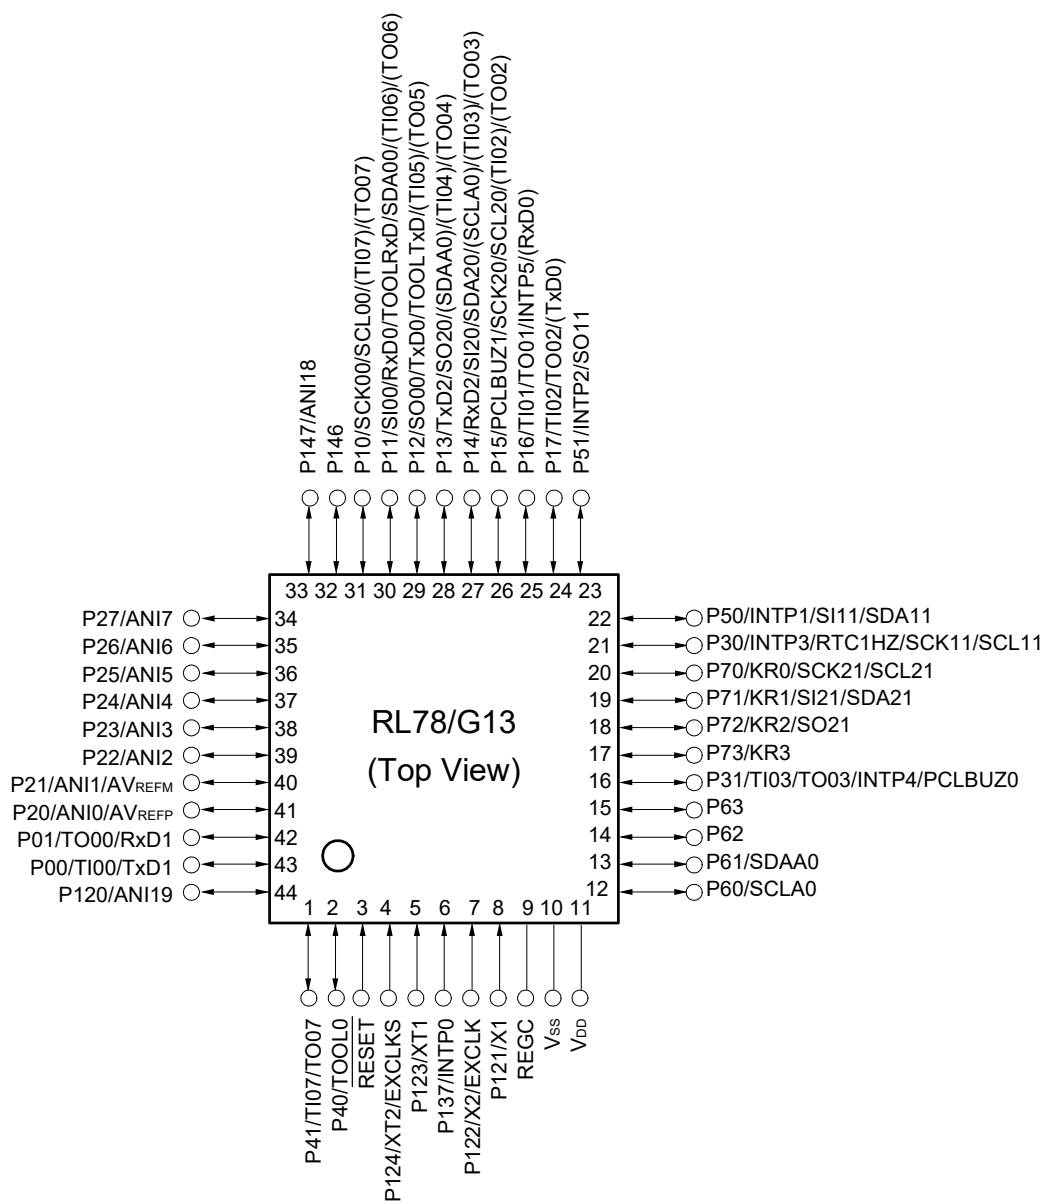 P147/ANI18
P146
P10/SCK00/SCL00/(TI07)/(TO07)
P11/SI00/RxD0/TOOLRxD/SDA00/(TI06)/(TO06)
P12/SO00/TxD0/TOOLTxD/(TI05)/(TO05)
P13/TxD2/SO20/(SDAA0)/(TI04)/(TO04)
P14/RxD2/SI20/SDA20/(SCLA0)/(TI03)/(TO03)
P15/PCLBUZ1/SCK20/SCL20/(TI02)/(TO02)
P16/TI01/TO01/INTP5/(RxD0)
P17/TI02/TO02/(TxD0)
P51/INTP2/SO11
33 32 31 30 29 28 27 26 25 24 23
P27/ANI7 34
P26/ANI6 35
P25/ANI5 36
P24/ANI4 37
P23/ANI3 38
P22/ANI2 39
P21/ANI1/AVREFM 40
P20/ANI0/AVREFP 41
P01/TO00/RxD1 42
P00/TI00/TxD1 43
P120/ANI19 44
RL78/G13
(Top View)
22 P50/INTP1/SI11/SDA11
21 P30/INTP3/RTC1HZ/SCK11/SCL11
20 P70/KR0/SCK21/SCL21
19 P71/KR1/SI21/SDA21
18 P72/KR2/SO21
17 P73/KR3
16 P31/TI03/TO03/INTP4/PCLBUZ0
15 P63
14 P62
13 P61/SDAA0
12 P60/SCLA0
1 2 3 4 5 6 7 8 9 10 11
P41/TI07/TO07
P40/TOOL0
RESET
P124/XT2/EXCLKS
P123/XT1
P137/INTP0
P122/X2/EXCLK
P121/X1
REGC
VSS
VDD